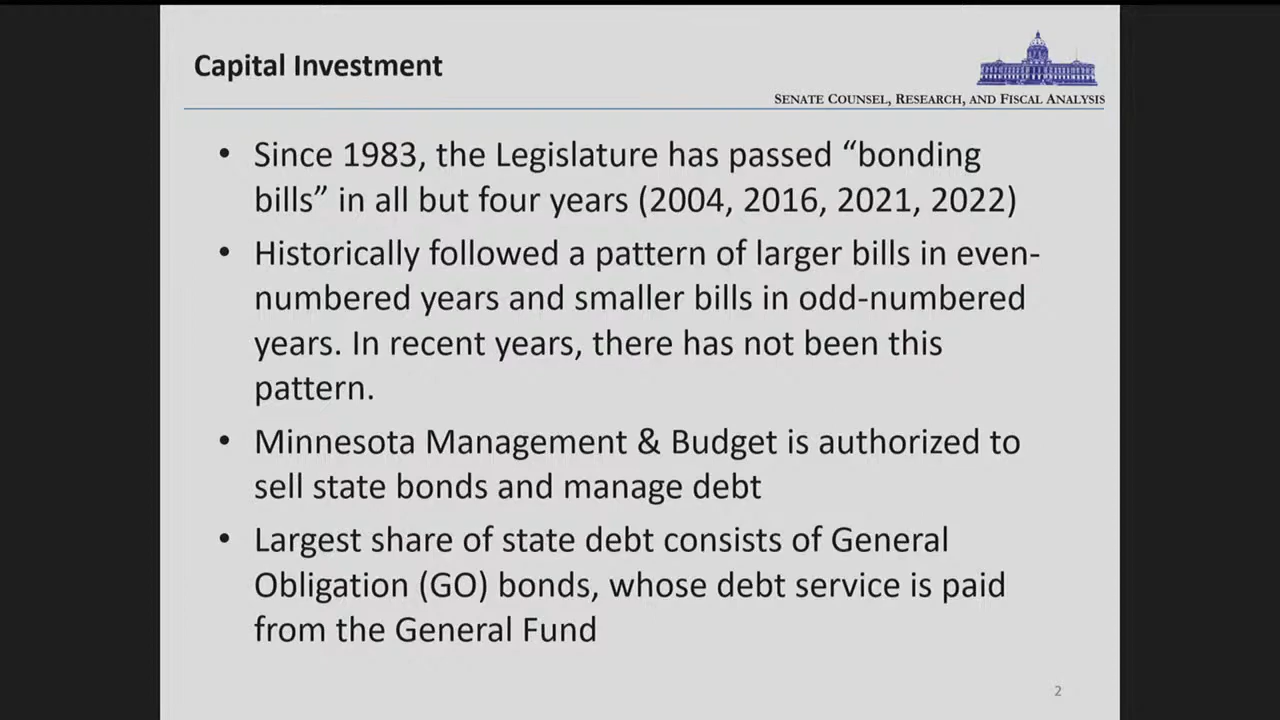 Capital Investment
SENATE COUNSEL, RESEARCH, AND FISCAL ANALYSIS
• Since 1983, the Legislature has passed “bonding
bills” in all but four years (2004, 2016, 2021, 2022)
• Historically followed a pattern of larger bills in even-
numbered years and smaller bills in odd-numbered
years. In recent years, there has not been this
pattern.
• Minnesota Management & Budget is authorized to
sell state bonds and manage debt
• Largest share of state debt consists of General
Obligation (GO) bonds, whose debt service is paid
from the General Fund
2